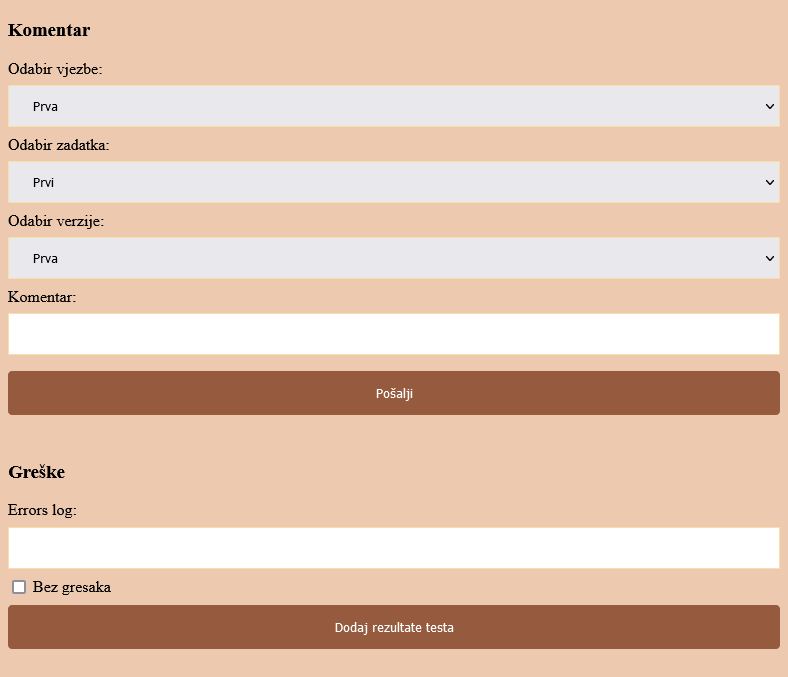 Komentar
Odabir vjezbe:
Prva
Odabir zadatka:
Prvi
Odabir verzije:
Prva
Komentar:
Pošalji
Greške
Errors log:
Bez gresaka
Dodaj rezultate testa